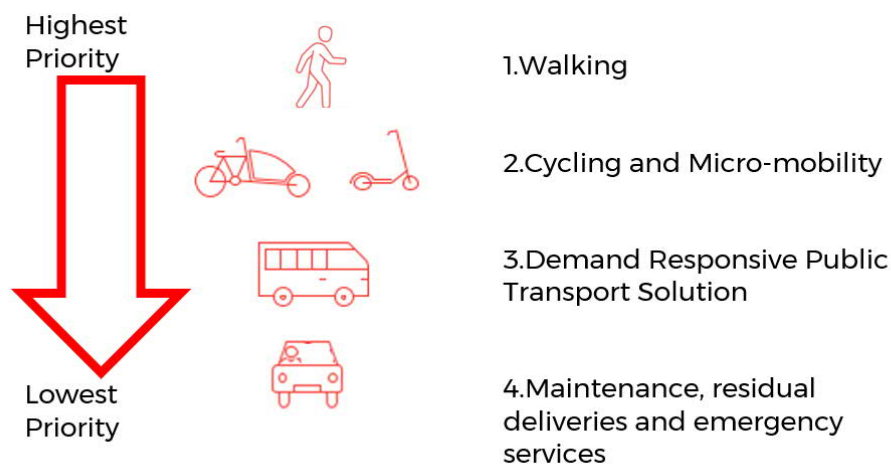 Highest
Priority
1.Walking
2.Cycling and Micro-mobility
3.Demand Responsive Public
Transport Solution
Lowest
Priority
4.Maintenance, residual
deliveries and emergency
services